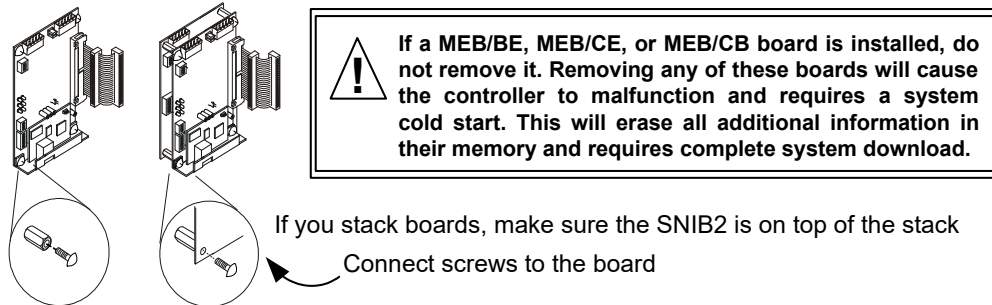 If a MEB/BE, MEB/CE, or MEB/CB board is installed, do
not remove it. Removing any of these boards will cause
the controller to malfunction and requires a system
cold start. This will erase all additional information in
their memory and requires complete system download.
If you stack boards, make sure the SNIB2 is on top of the stack
Connect screws to the board